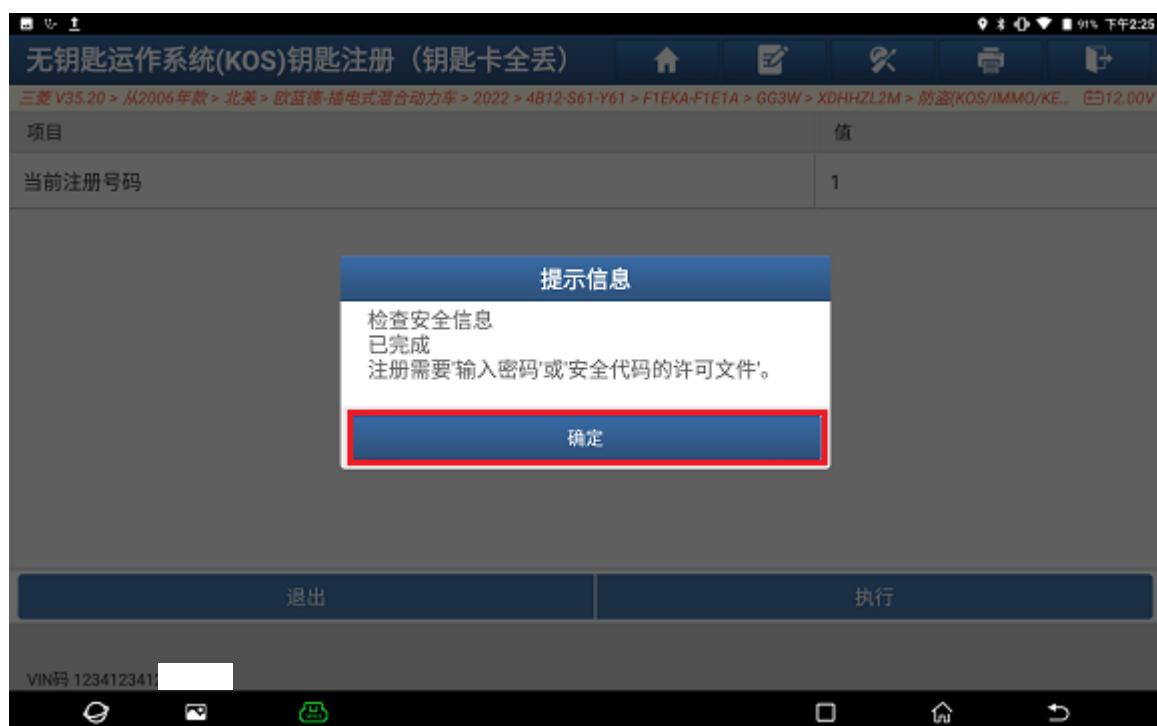 91% 下午2:25
无钥匙运作系统(KOS)钥匙注册（钥匙卡全丢）
三菱 V35.20 > 从2006年款 > 北美 > 欧蓝德-插电式混合动力车 > 2022 > 4B12-S61-Y61 > F1EKA-F1E1A > GG3W > XDHHZL2M > 防盗(KOS/IMMO/KE... 12.00V
项目 值
当前注册号码 1
提示信息
检查安全信息
已完成
注册需要'输入密码'或'安全代码的许可文件'。
确定
退出 执行
VIN码 123412341